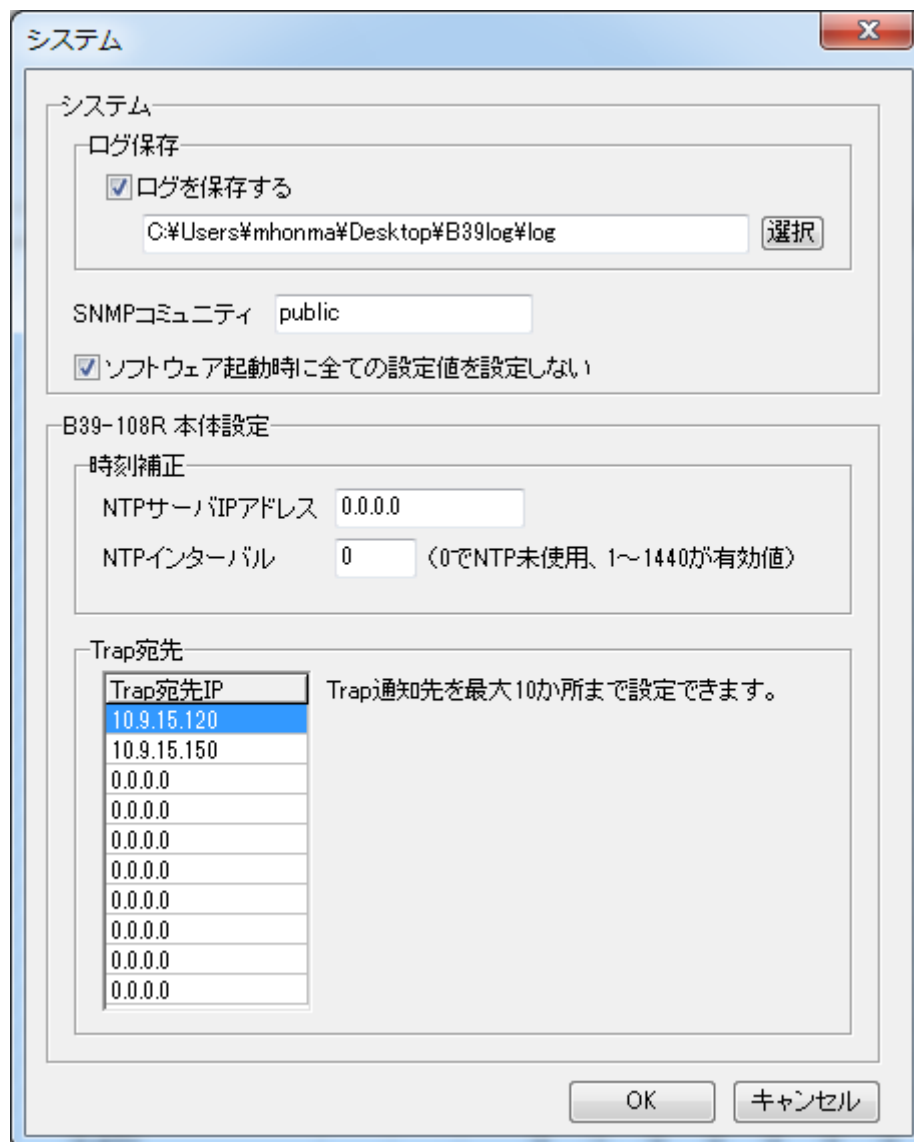 システム
システム
ログ保存
ログを保存する
C:¥Users¥mhonma¥Desktop¥B39log¥log
選択
SNMPコミュニティ public
ソフトウェア起動時に全ての設定値を設定しない
B39-108R 本体設定
時刻補正
NTPサーバIPアドレス 0.0.0.0
NTPインターバル 0 (0でNTP未使用、1～1440が有効値)
Trap宛先
Trap宛先IP
Trap通知先を最大10か所まで設定できます。
10.9.15.120
10.9.15.150
0.0.0.0
0.0.0.0
0.0.0.0
0.0.0.0
0.0.0.0
0.0.0.0
0.0.0.0
0.0.0.0
OK
キャンセル